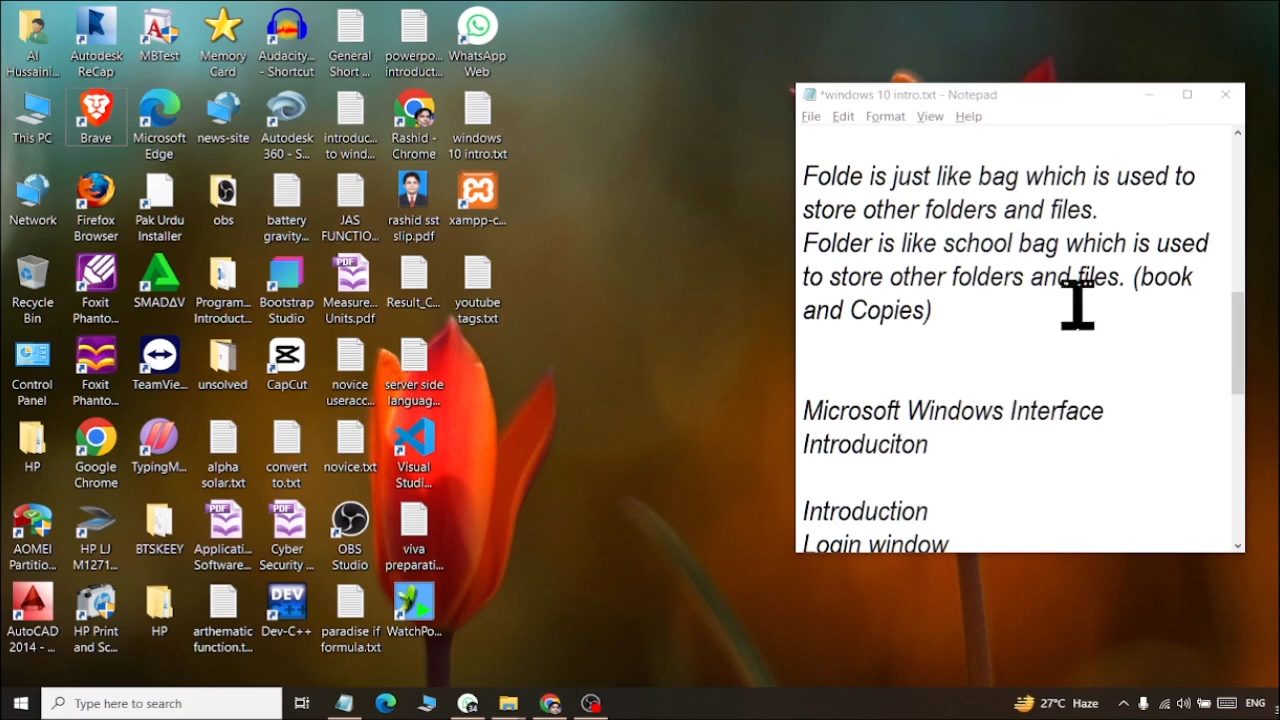 Al Hussaini...
Autodesk ReCap
MBTest
Memory Card
Audacity... - Shortcut
General Short ...
powerpo... introduct...
WhatsApp Web
This PC
Brave
Microsoft Edge
news-site
Autodesk 360 - S...
introduc... to wind...
Rashid - Chrome
windows 10 intro.txt
Network
Firefox Browser
Pak Urdu Installer
obs
battery gravity...
JAS FUNCTIO...
rashid sst slip.pdf
xampp-c...
Recycle Bin
Foxit Phanto...
SMADΔV
Program... Introduct...
Bootstrap Studio
PDF
Measure... Units.pdf
Result_C...
youtube tags.txt
Control Panel
Foxit Phanto...
TeamVie...
unsolved
CapCut
novice useracc...
server side languag...
HP
Google Chrome
TypingM...
alpha solar.txt
convert to.txt
novice.txt
Visual Studi...
AOMEI Partitio...
HP LJ M1271...
BTSKEEY
PDF
Applicati... Software...
PDF
Cyber Security ...
OBS Studio
viva preparati...
AutoCAD 2014 - ...
HP Print and Sc...
HP
arthematic function.t...
DEV
Dev-C++
paradise if formula.txt
WatchPo...
*windows 10 intro.txt - Notepad
File Edit Format View Help
Folde is just like bag which is used to
store other folders and files.
Folder is like school bag which is used
to store other folders and files. (book
and Copies)
Microsoft Windows Interface
Introduciton
Introduction
Login window
Type here to search
34
27°C Haze
ENG